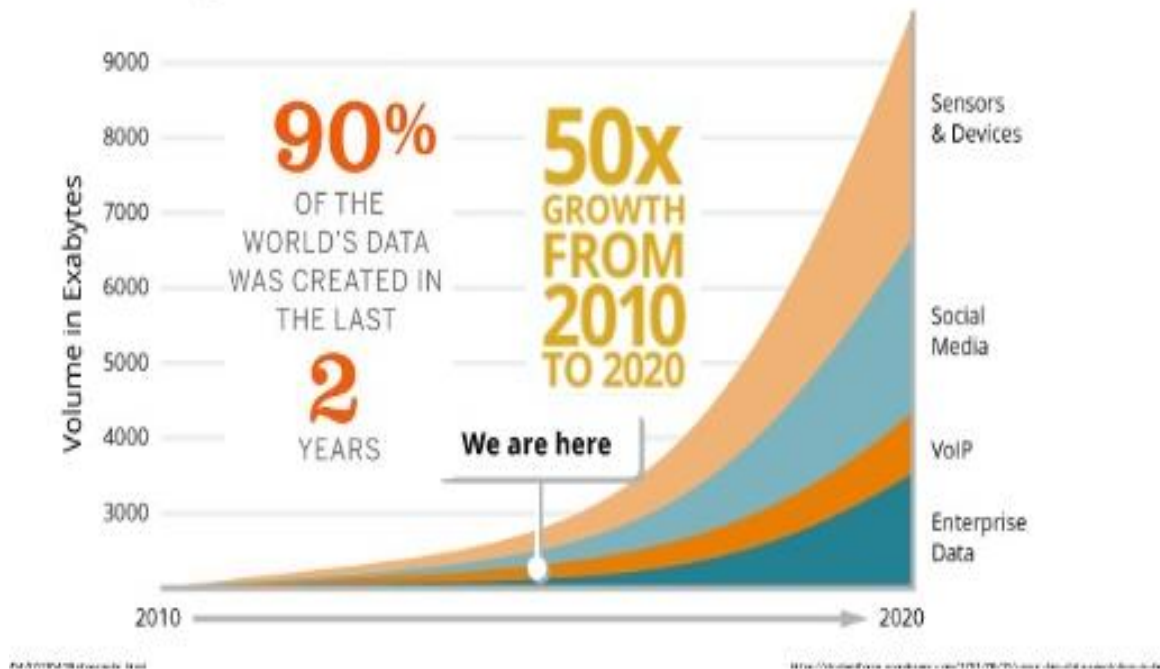 9000
8000
7000
6000
5000
4000
3000
Volume in Exabytes
90%
OF THE
WORLD'S DATA
WAS CREATED IN
THE LAST
2
YEARS
50x
GROWTH
FROM
2010
TO 2020
We are here
Sensors
& Devices
Social
Media
VoIP
Enterprise
Data
2010
2020